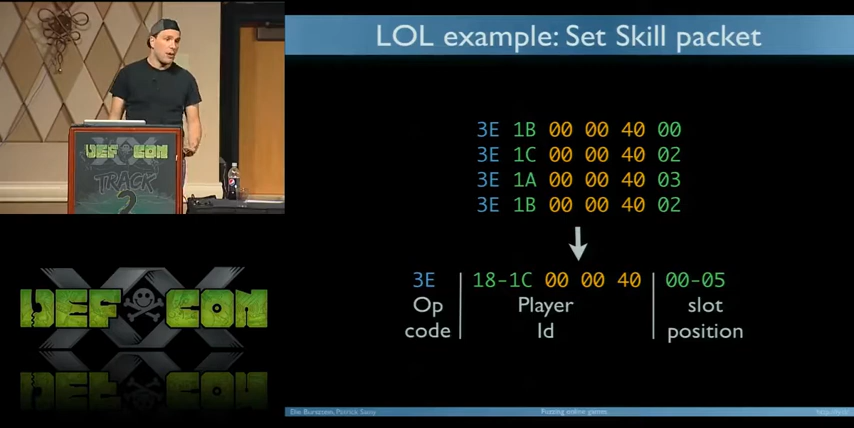 LOL example: Set Skill packet
3E 1B 00 00 40 00
3E 1C 00 00 40 02
3E 1A 00 00 40 03
3E 1B 00 00 40 02
3E 18-1C 00 00 40 00-05
Op code
Player Id
slot position
DEF CON
TRACK
2
DEF CON
Elie Bursztein, Patrick Samy
Fuzzing online games